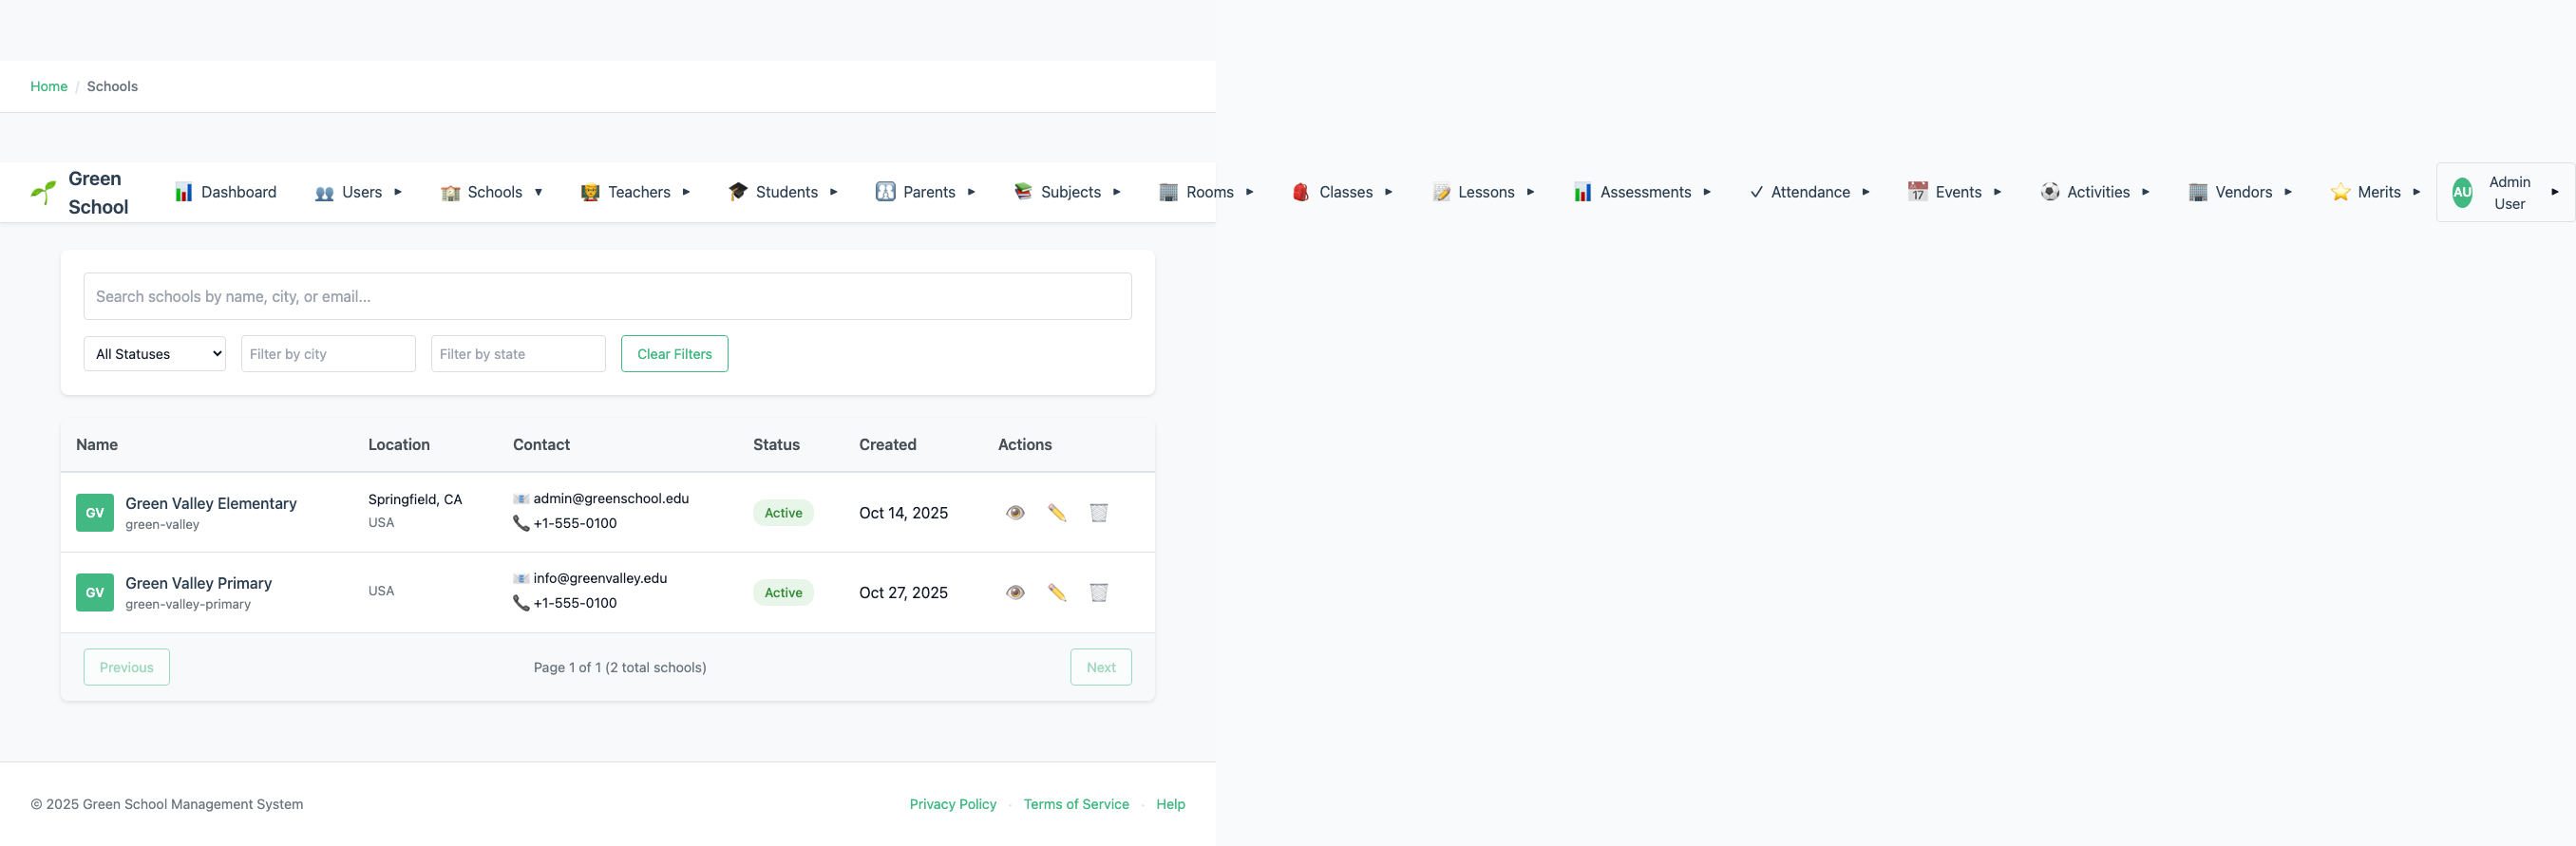 Home / Schools
Green School Dashboard Users Schools Teachers Students Parents Subjects Rooms Classes Lessons Assessments ✓ Attendance Events Activities Vendors Merits AU Admin User
Search schools by name, city, or email...
All Statuses Filter by city Filter by state Clear Filters
Name Location Contact Status Created Actions
GV Green Valley Elementary
green-valley
Springfield, CA
USA
admin@greenschool.edu
+1-555-0100
Active
Oct 14, 2025
GV Green Valley Primary
green-valley-primary
USA
info@greenvalley.edu
+1-555-0100
Active
Oct 27, 2025
Previous Page 1 of 1 (2 total schools) Next
© 2025 Green School Management System Privacy Policy · Terms of Service · Help